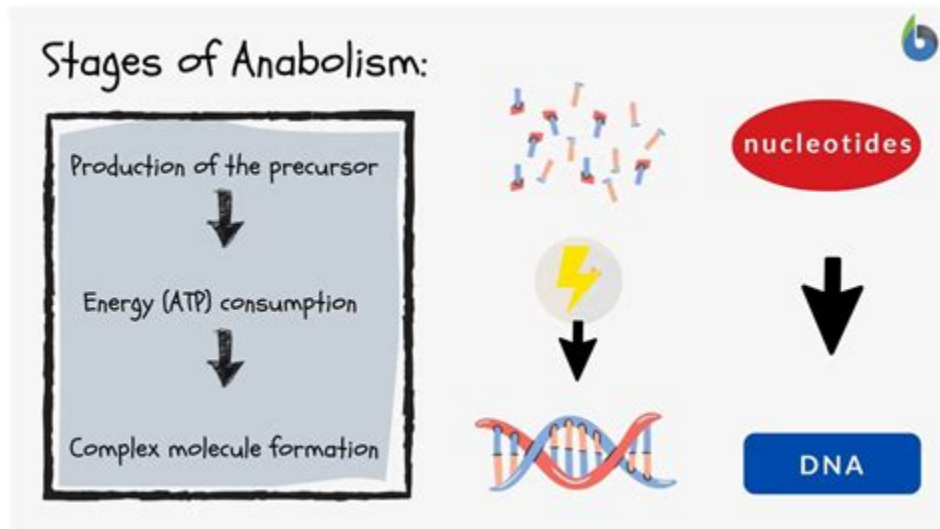 Stages of Anabolism:
Production of the precursor
Energy (ATP) consumption
Complex molecule formation
nucleotides
DNA